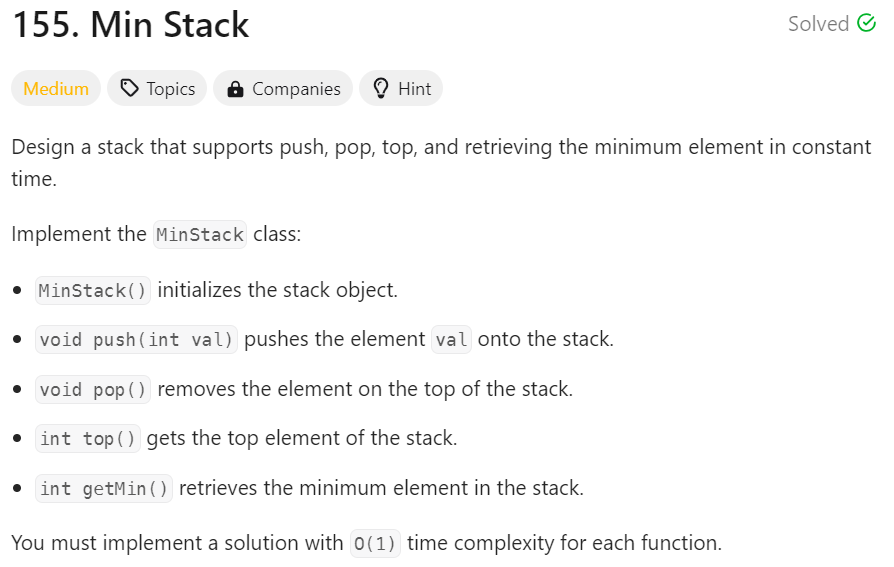 155. Min Stack
Solved
Medium Topics Companies Hint
Design a stack that supports push, pop, top, and retrieving the minimum element in constant
time.
Implement the MinStack class:
• MinStack() initializes the stack object.
• void push(int val) pushes the element val onto the stack.
• void pop() removes the element on the top of the stack.
• int top() gets the top element of the stack.
• int getMin() retrieves the minimum element in the stack.
You must implement a solution with O(1) time complexity for each function.